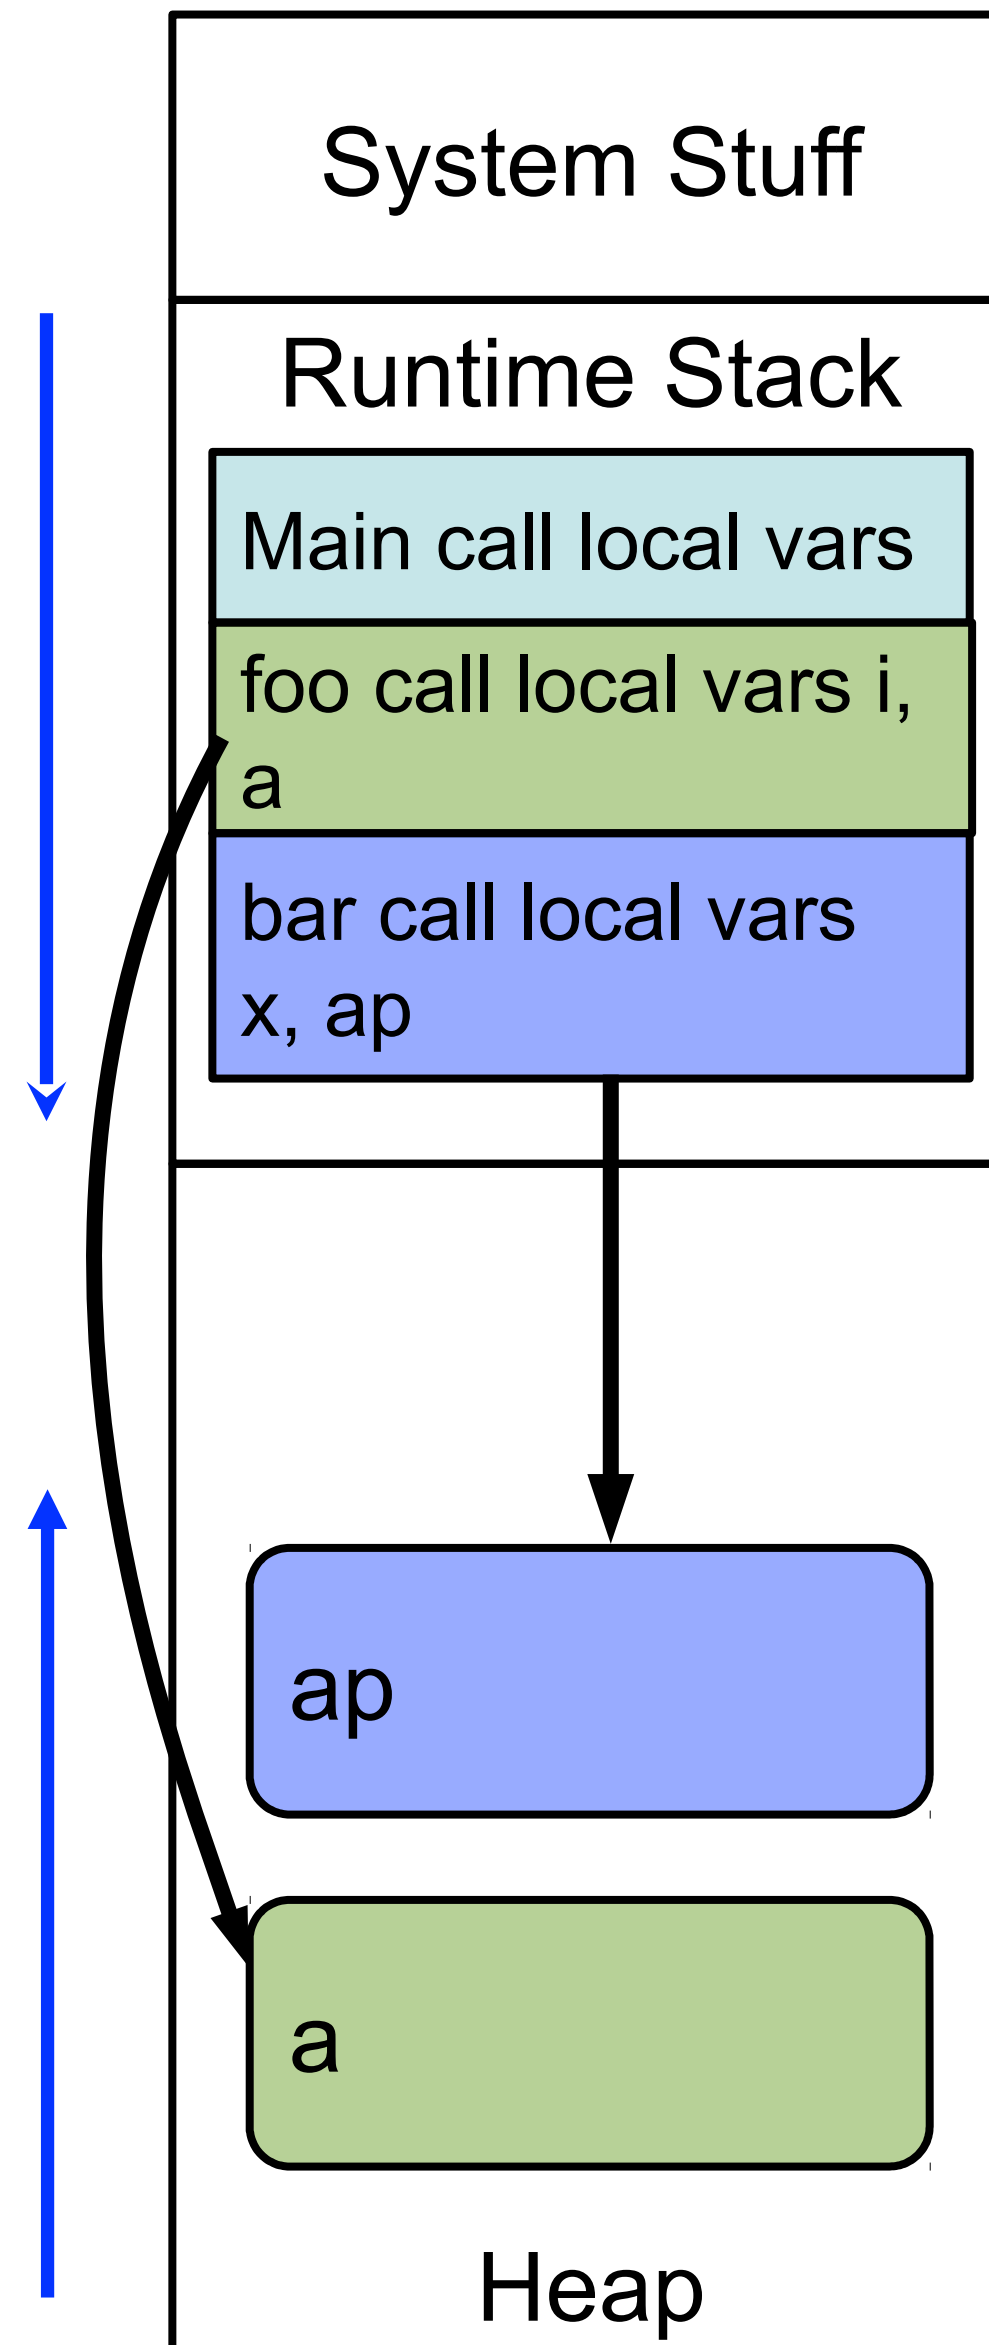 System Stuff
Runtime Stack
Main call local vars
foo call local vars i,
a
bar call local vars
x, ap
ap
a
Heap